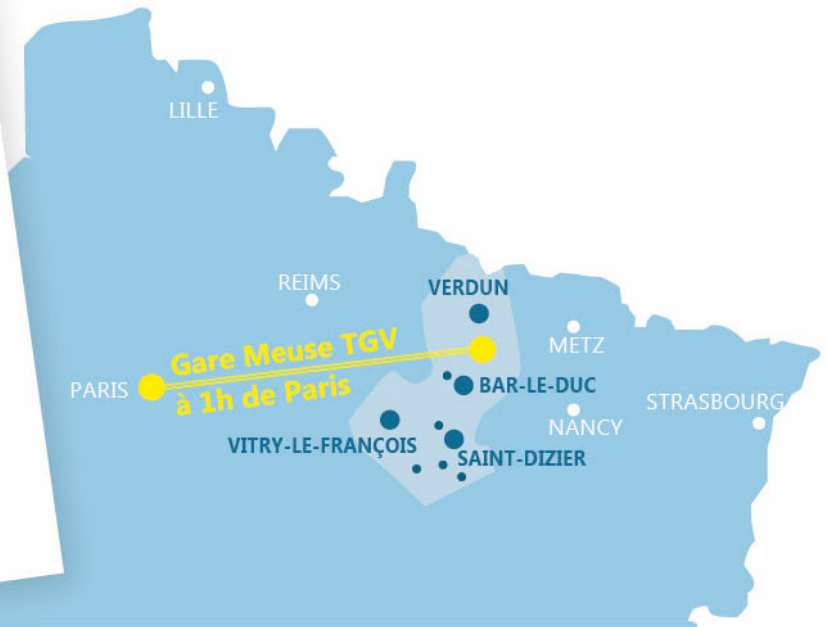 LILLE
REIMS
VERDUN
Gare Meuse TGV
METZ
PARIS
à 1h de Paris
BAR-LE-DUC
STRASBOURG
NANCY
VITRY-LE-FRANÇOIS
SAINT-DIZIER